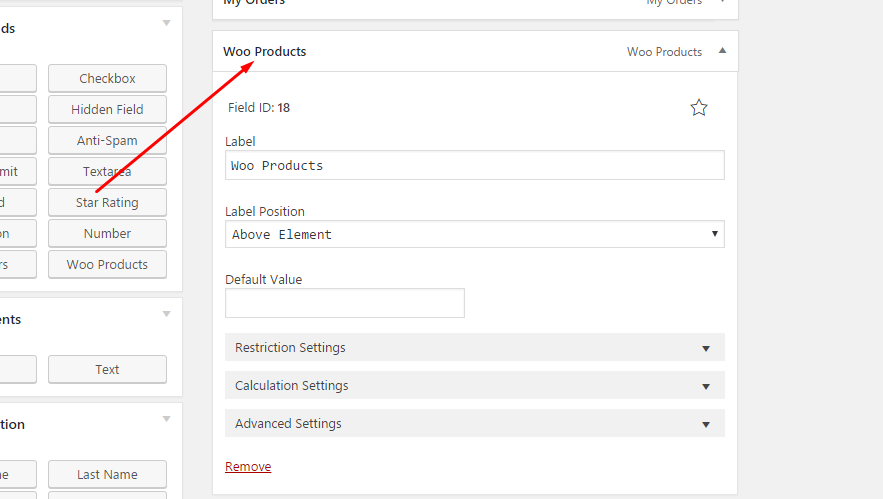 My Orders My Orders
ds
Woo Products Woo Products
Checkbox
Hidden Field
Anti-Spam
mit Textarea
d Star Rating
on Number
rs Woo Products
Field ID: 18
Label
Woo Products
Label Position
Above Element
Default Value
ents
Text
Restriction Settings
Calculation Settings
Advanced Settings
tion
ne Last Name
Remove